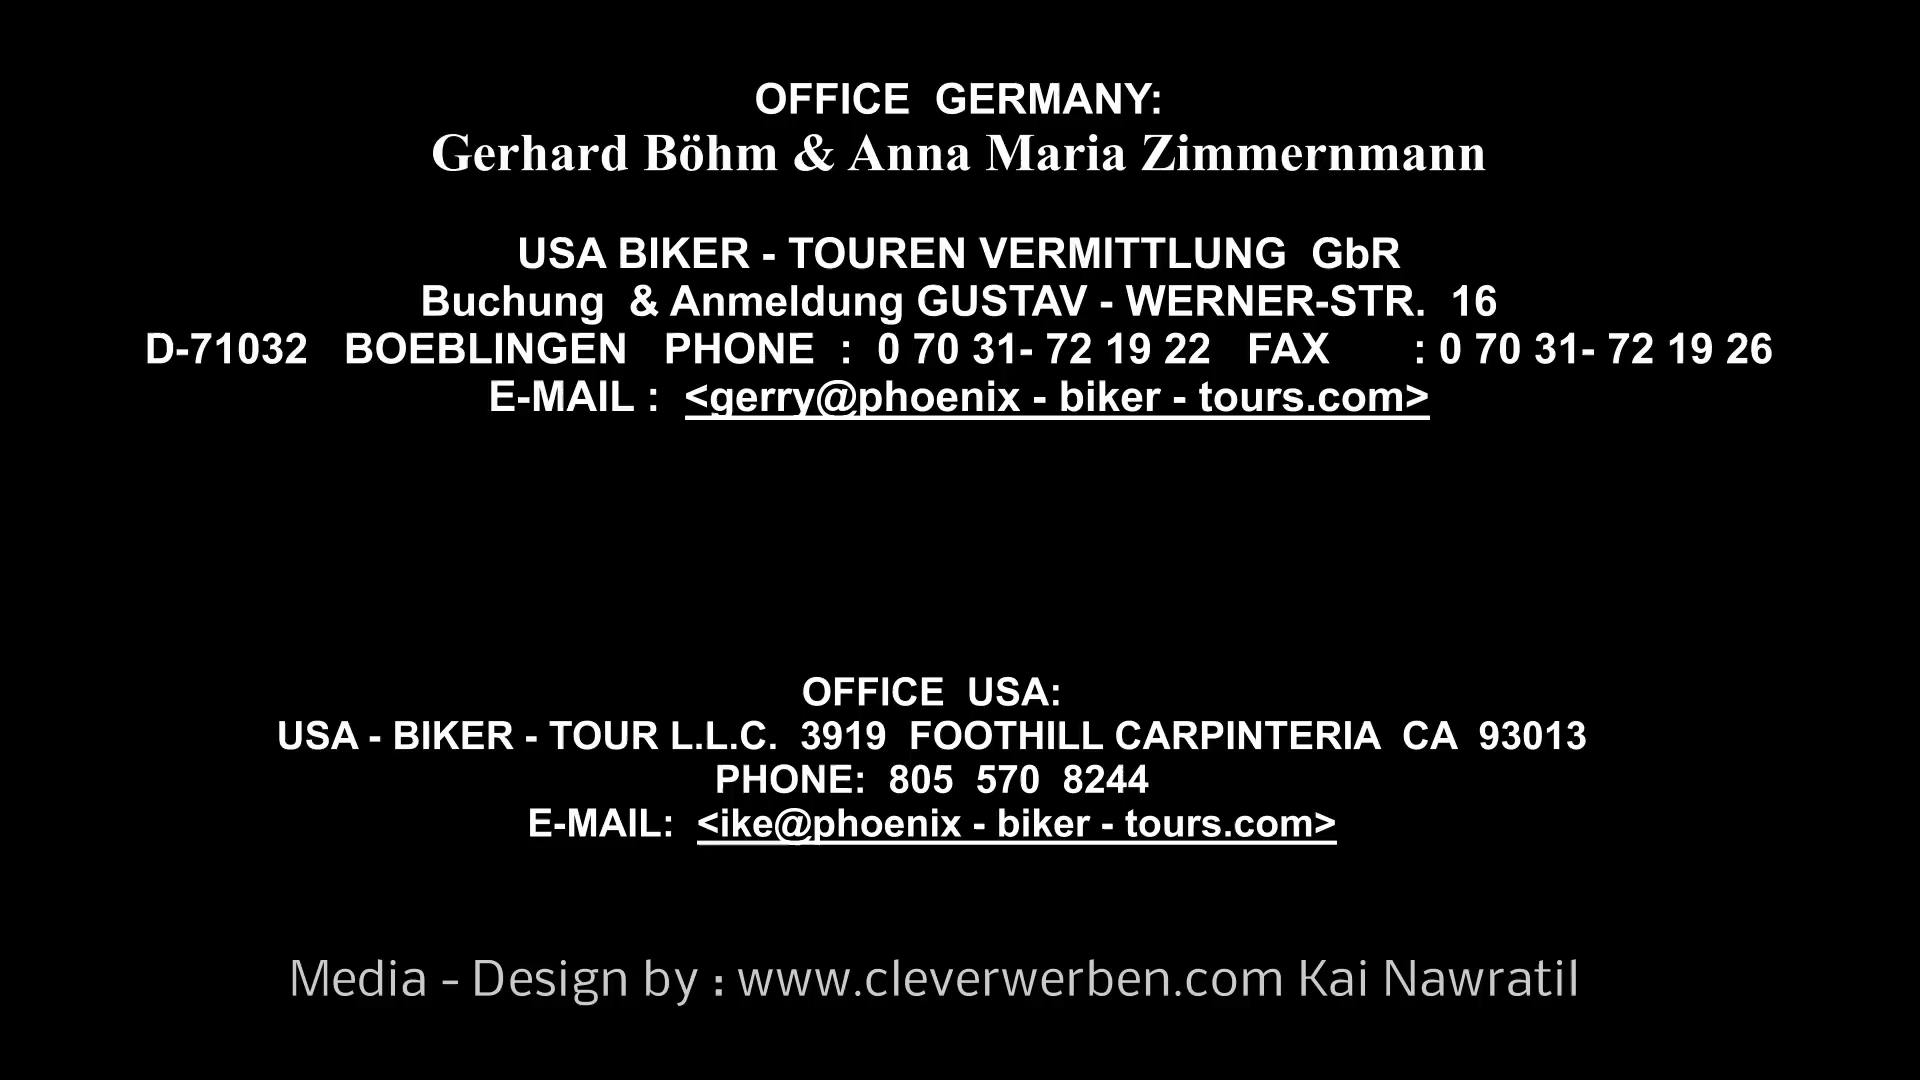 OFFICE GERMANY:
Gerhard Böhm & Anna Maria Zimmernmann
USA BIKER - TOUREN VERMITTLUNG GbR
Buchung & Anmeldung GUSTAV - WERNER-STR. 16
D-71032 BOEBLINGEN PHONE : 0 70 31- 72 19 22 FAX : 0 70 31- 72 19 26
E-MAIL : <gerry@phoenix - biker - tours.com>
OFFICE USA:
USA - BIKER - TOUR L.L.C. 3919 FOOTHILL CARPINTERIA CA 93013
PHONE: 805 570 8244
E-MAIL: <ike@phoenix - biker - tours.com>
Media - Design by : www.cleverwerben.com Kai Nawratil